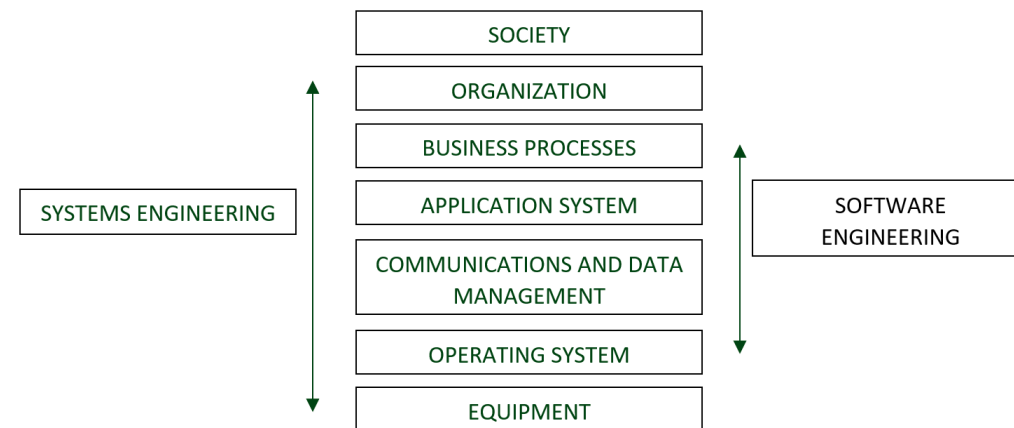 SOCIETY
ORGANIZATION
BUSINESS PROCESSES
SYSTEMS ENGINEERING
APPLICATION SYSTEM
SOFTWARE
ENGINEERING
COMMUNICATIONS AND DATA
MANAGEMENT
OPERATING SYSTEM
EQUIPMENT